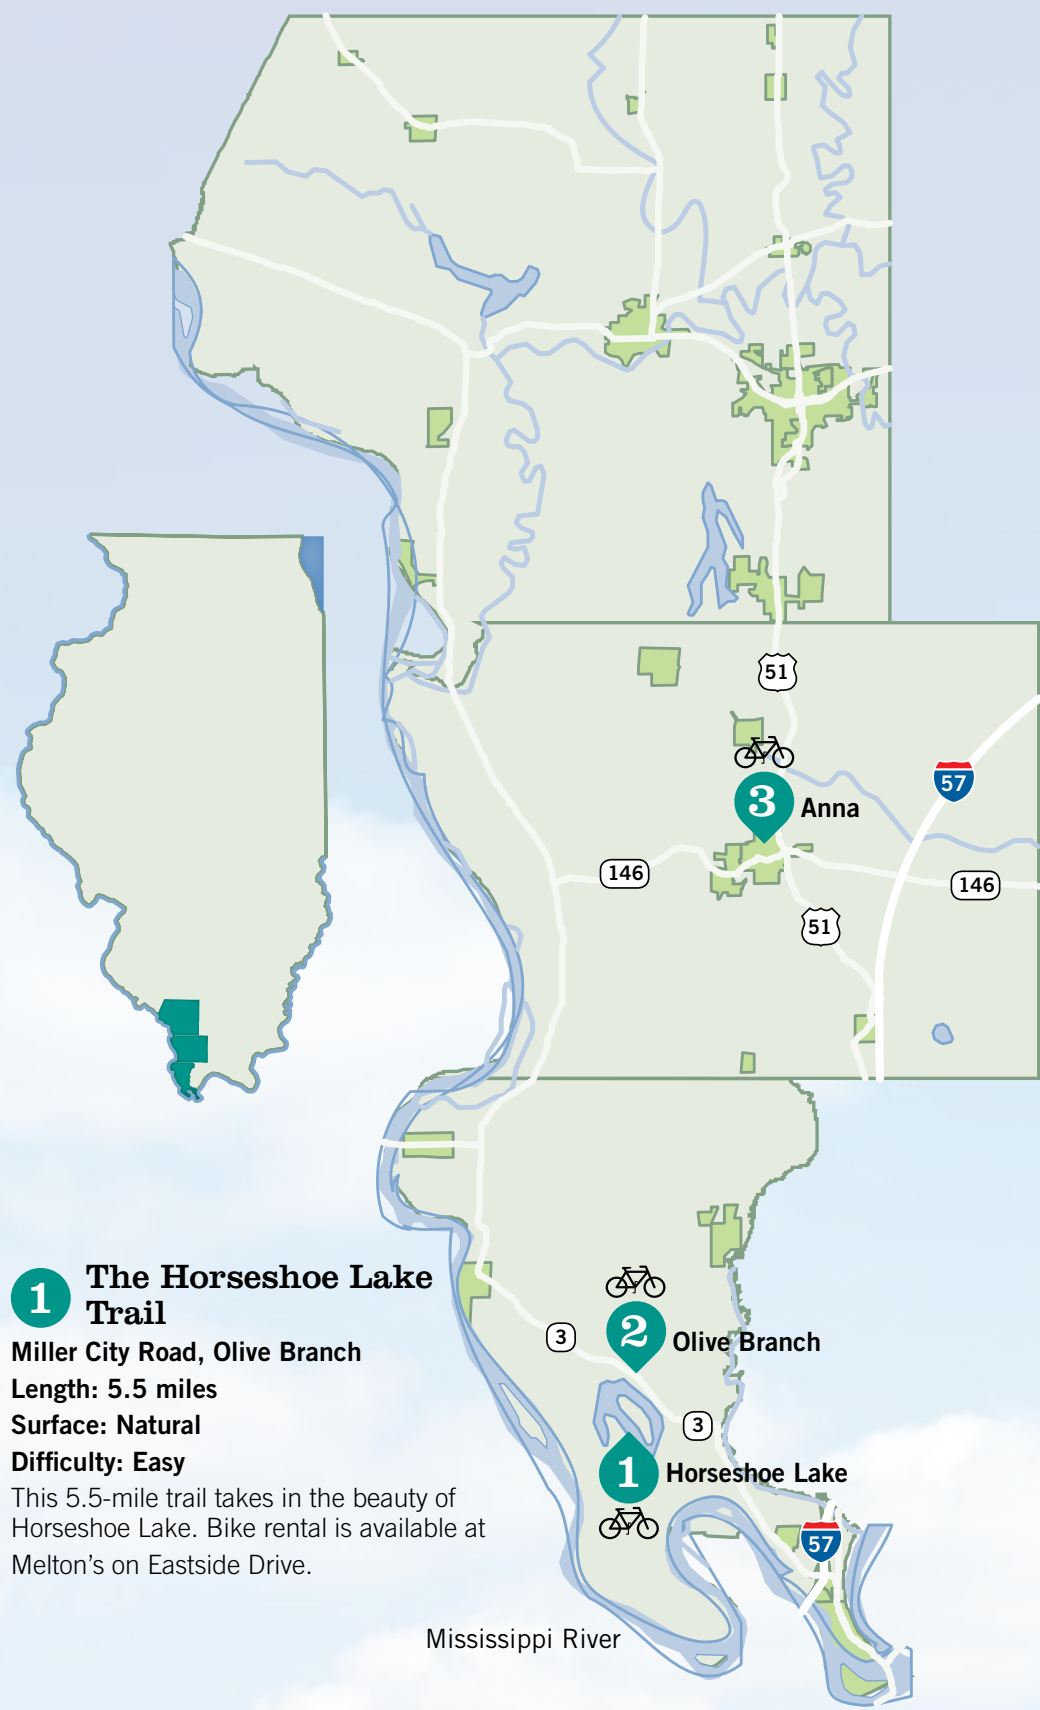 51
57
3
Anna
146
146
51
1
The Horseshoe Lake
Trail
Miller City Road, Olive Branch
Length: 5.5 miles
Surface: Natural
Difficulty: Easy
This 5.5-mile trail takes in the beauty of
Horseshoe Lake. Bike rental is available at
Melton’s on Eastside Drive.
3
2
Olive Branch
3
1
Horseshoe Lake
57
Mississippi River